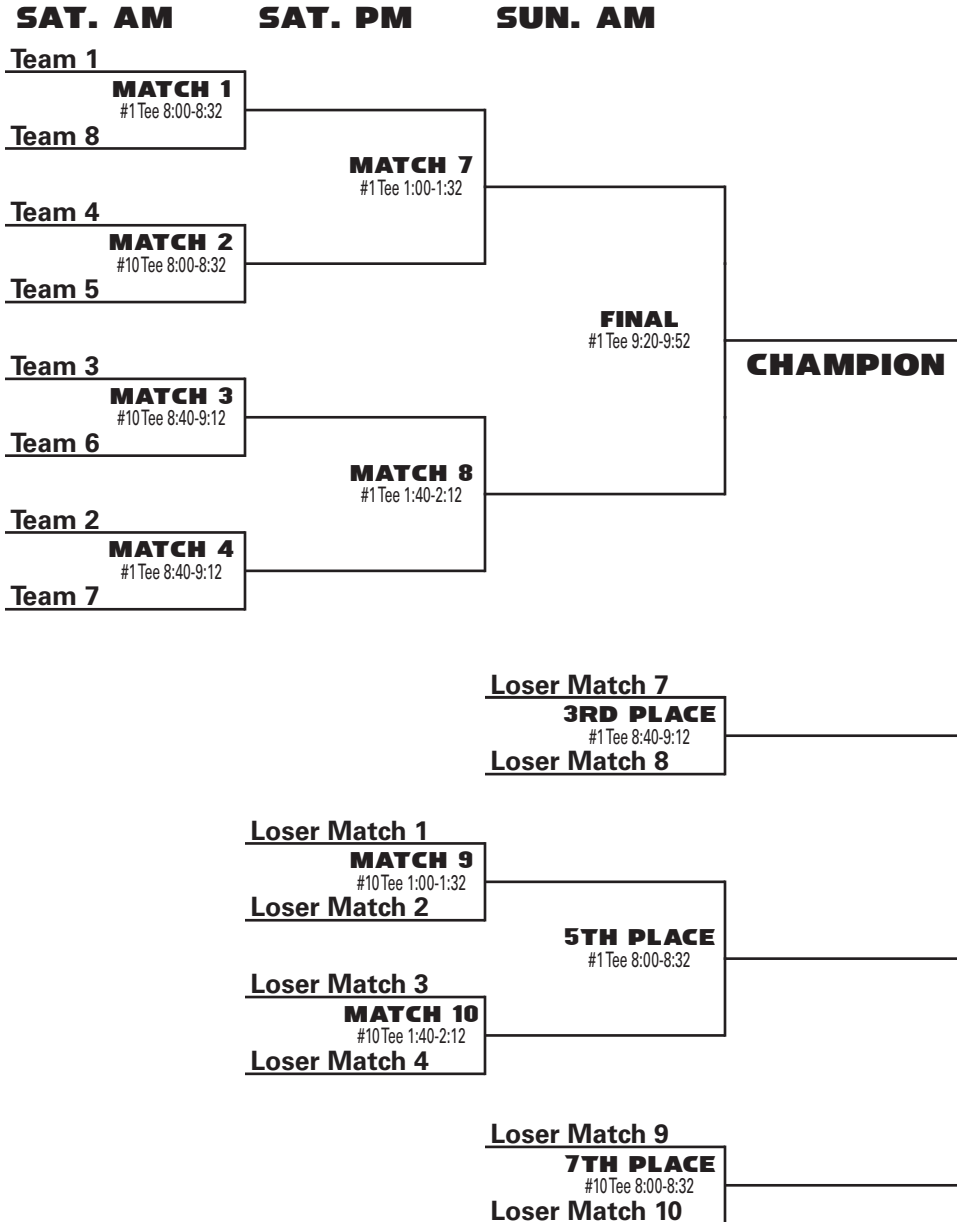 SAT. AM SAT. PM SUN. AM
Team 1
MATCH 1
#1 Tee 8:00-8:32
Team 8
MATCH 7
#1 Tee 1:00-1:32
Team 4
MATCH 2
#10 Tee 8:00-8:32
Team 5
FINAL
#1 Tee 9:20-9:52
CHAMPION
Team 3
MATCH 3
#10 Tee 8:40-9:12
Team 6
MATCH 8
#1 Tee 1:40-2:12
Team 2
MATCH 4
#1 Tee 8:40-9:12
Team 7
Loser Match 7
3RD PLACE
#1 Tee 8:40-9:12
Loser Match 8
Loser Match 1
MATCH 9
#10 Tee 1:00-1:32
Loser Match 2
5TH PLACE
#1 Tee 8:00-8:32
Loser Match 3
MATCH 10
#10 Tee 1:40-2:12
Loser Match 4
Loser Match 9
7TH PLACE
#10 Tee 8:00-8:32
Loser Match 10